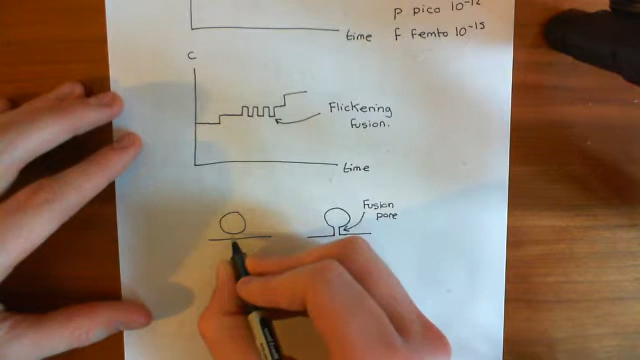 p pico 10-12
time
f femto 10-15
C
Flickering
fusion.
time
Fusion
pore